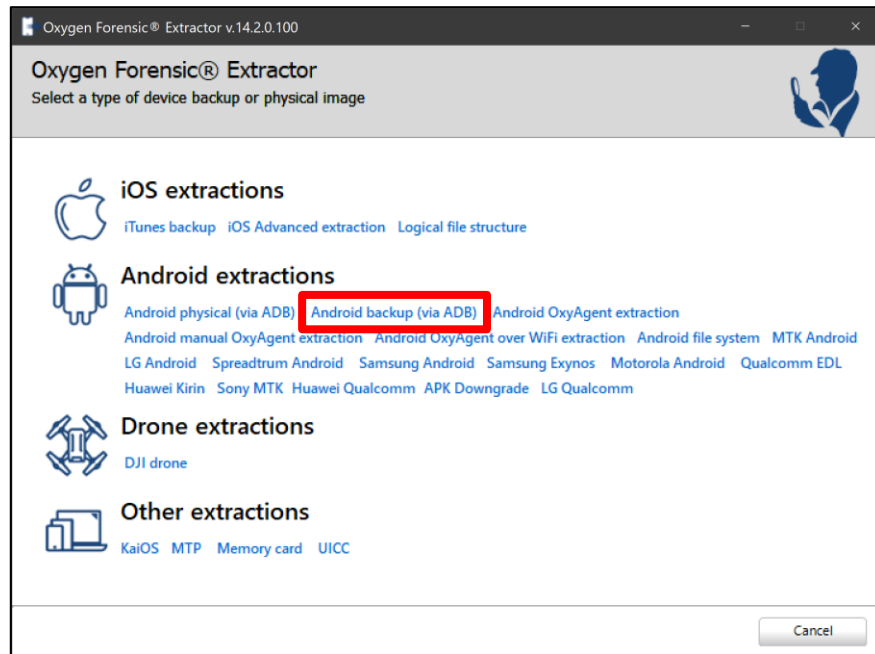 Oxygen Forensic® Extractor v.14.2.0.100
Oxygen Forensic® Extractor
Select a type of device backup or physical image
iOS extractions
iTunes backup iOS Advanced extraction Logical file structure
Android extractions
Android physical (via ADB) Android backup (via ADB) Android OxyAgent extraction
Android manual OxyAgent extraction Android OxyAgent over WiFi extraction Android file system MTK Android
LG Android Spreadtrum Android Samsung Android Samsung Exynos Motorola Android Qualcomm EDL
Huawei Kirin Sony MTK Huawei Qualcomm APK Downgrade LG Qualcomm
Drone extractions
DJI drone
Other extractions
KaiOS MTP Memory card UICC
Cancel